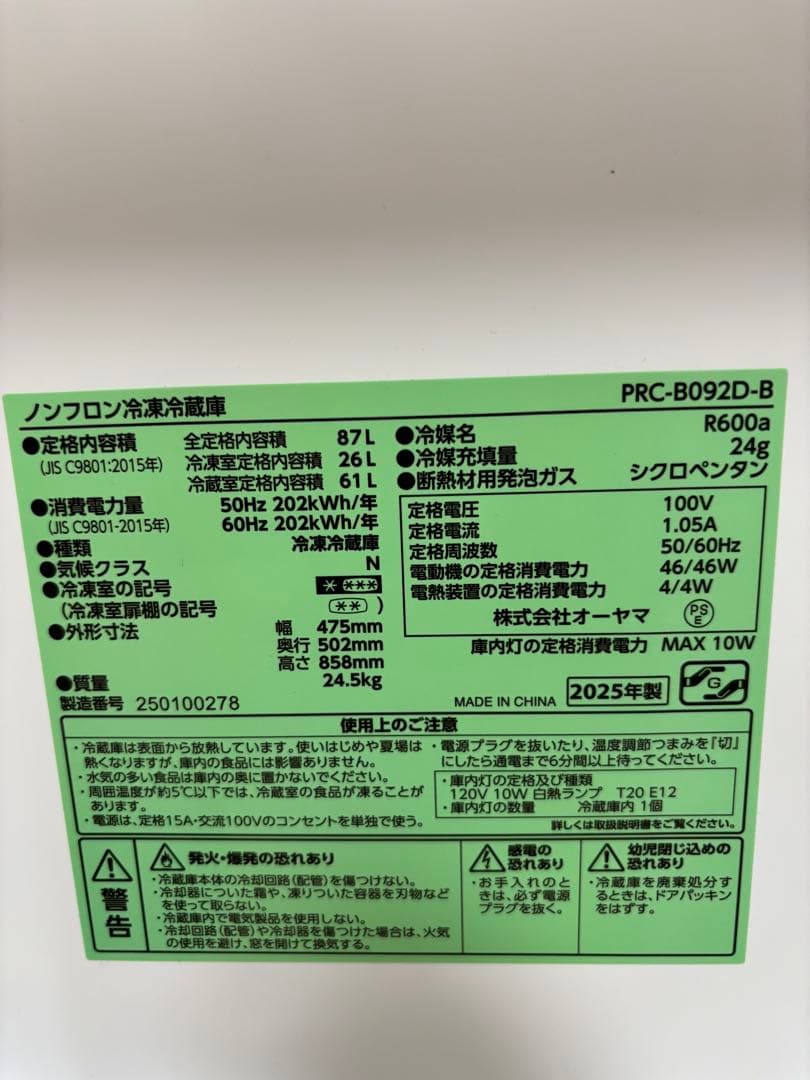 ノンフロン冷凍冷蔵庫
PRC-B092D-B
●定格内容積 全定格内容積 87L
(JIS C9801:2015年) 冷凍室定格内容積 26L
冷蔵室定格内容積 61L
●消費電力量 50Hz 202kWh/年
(JIS C9801-2015年) 60Hz 202kWh/年
●種類 冷凍冷蔵庫
●気候クラス N
●冷凍室の記号 * ***
(冷凍室扉棚の記号 ** )
●外形寸法 幅 475mm
奥行 502mm
高さ 858mm
●質量 24.5kg
製造番号 250100278
●冷媒名 R600a
●冷媒充填量 24g
●断熱材用発泡ガス シクロペンタン
定格電圧 100V
定格電流 1.05A
定格周波数 50/60Hz
電動機の定格消費電力 46/46W
電熱装置の定格消費電力 4/4W
株式会社オーヤマ PSE
庫内灯の定格消費電力 MAX 10W
MADE IN CHINA 2025年製 G
使用上のご注意
・冷蔵庫は表面から放熱しています。使いはじめや夏場は
熱くなりますが、庫内の食品には影響ありません。
・水気の多い食品は庫内の奥に置かないでください。
・周囲温度が約5℃以下では、冷蔵室の食品が凍ることが
あります。
・電源は、定格15A・交流100Vのコンセントを単独で使う。
・電源プラグを抜いたり、温度調節つまみを『切』
にしたら通電まで6分間以上待ってください。
・庫内灯の定格及び種類
120V 10W 白熱ランプ T20 E12
・庫内灯の数量 冷蔵庫内 1個
詳しくは取扱説明書をご覧ください。
警告
発火・爆発の恐れあり
・冷蔵庫本体の冷却回路(配管)を傷つけない。
・冷却器についた霜や、凍りついた容器を刃物など
を使って取らない。
・冷蔵庫内で電気製品を使用しない。
・冷却回路(配管)や冷却器を傷つけた場合は、火気
の使用を避け、窓を開けて換気する。
感電の
恐れあり
・お手入れのと
きは、必ず電源
プラグを抜く。
幼児閉じ込めの
恐れあり
・冷蔵庫を廃棄処分す
るときは、ドアパッキン
をはずす。